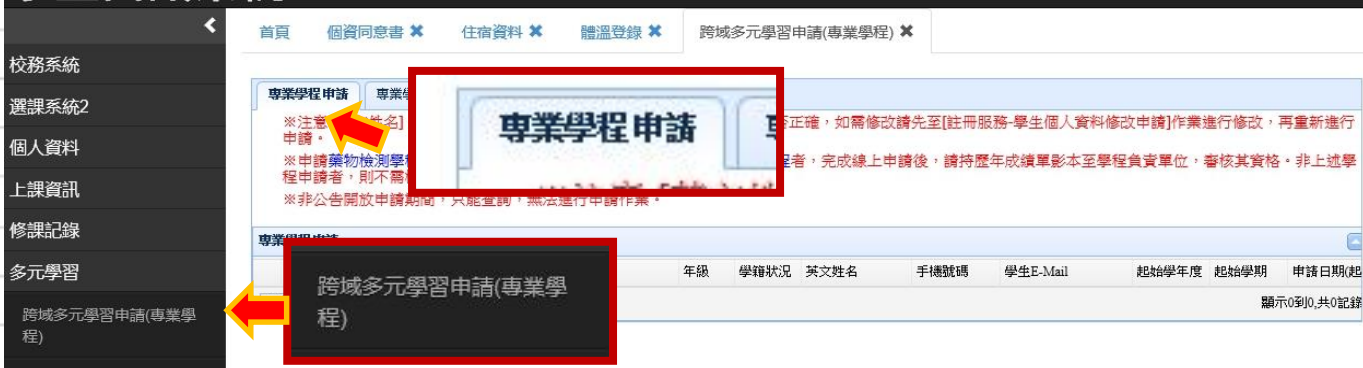 首頁
個資同意書 ✖
住宿資料 ✖
體溫登錄 ✖
跨域多元學習申請(專業學程) ✖
校務系統
選課系統2
個人資料
上課資訊
修課記錄
多元學習
跨域多元學習申請(專業學
程)
專業學程申請
專業學程申請
正確，如需修改請先至[註冊服務-學生個人資料修改申請]作業進行修改，再重新進行
申請。
※申請藥物檢測學
程者，完成線上申請後，請持歷年成績單影本至學程負責單位，審核其資格。非上述學
程申請者，則不需
※非公告開放申請期間，只能查詢，無法進行申請作業。
跨域多元學習申請(專業學
程)
年級
學籍狀況
英文姓名
手機號碼
學生E-Mail
起始學年度
起始學期
申請日期(起
顯示0到0,共0記錄